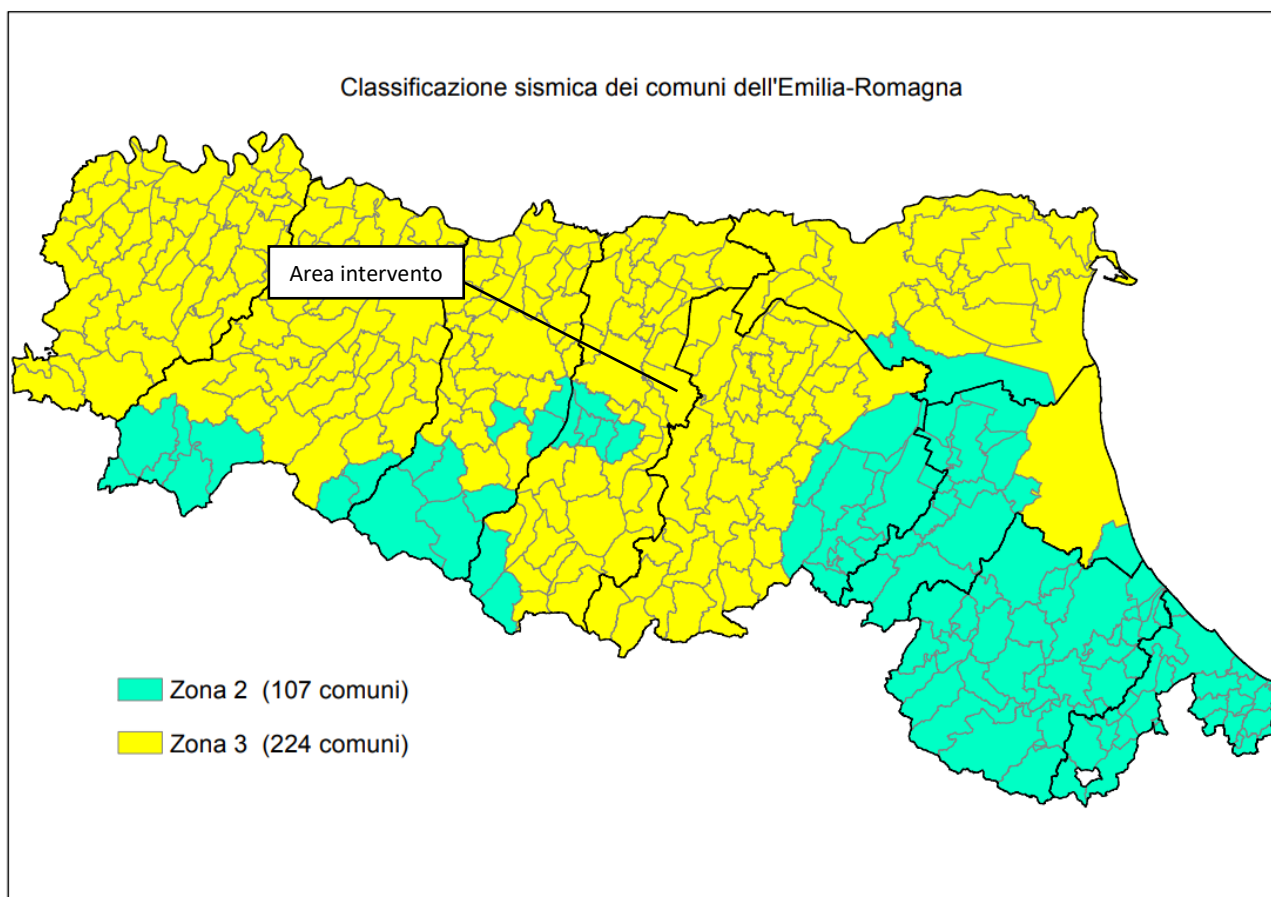 Classificazione sismica dei comuni dell'Emilia-Romagna
Area intervento
Zona 2 (107 comuni)
Zona 3 (224 comuni)